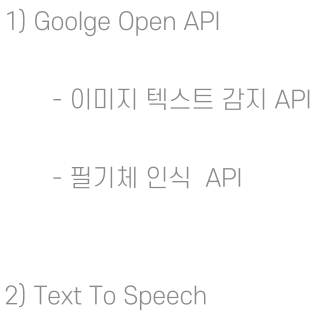 1) Goolge Open API
- 이미지 텍스트 감지 API
- 필기체 인식 API
2) Text To Speech